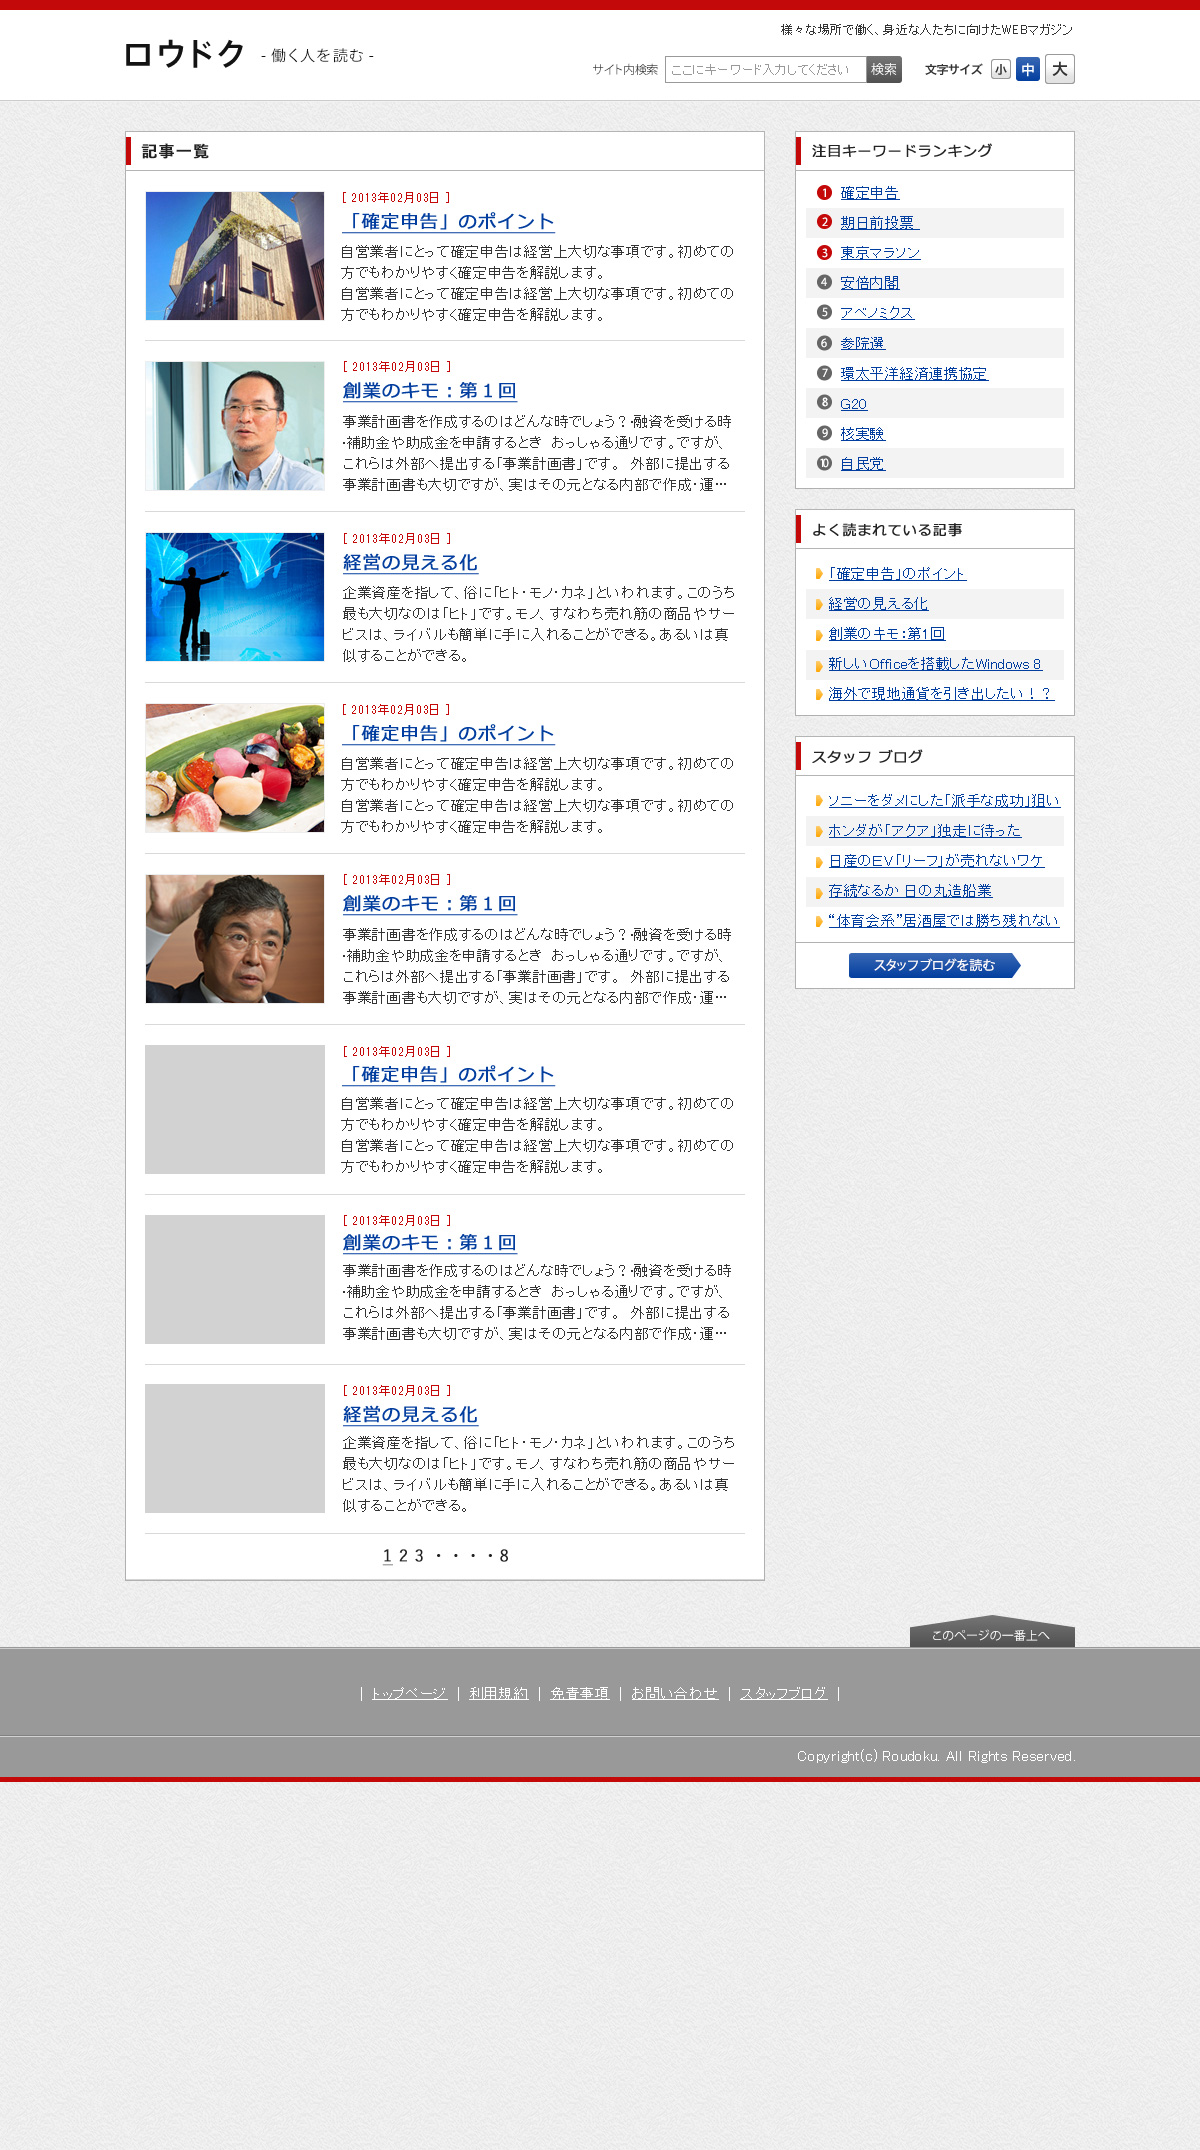 様々な場所で働く、身近な人たちに向けたWEBマガジン
ロウドク - 働く人を読む -
サイト内検索 ここにキーワード入力してください 検索 文字サイズ 小 中 大
記事一覧
[ 2013年02月03日 ]
「確定申告」のポイント
自営業者にとって確定申告は経営上大切な事項です。初めての
方でもわかりやすく確定申告を解説します。
自営業者にとって確定申告は経営上大切な事項です。初めての
方でもわかりやすく確定申告を解説します。
[ 2013年02月03日 ]
創業のキモ：第１回
事業計画書を作成するのはどんな時でしょう？・融資を受ける時
・補助金や助成金を申請するとき　おっしゃる通りです。ですが、
これらは外部へ提出する「事業計画書」です。　外部に提出する
事業計画書も大切ですが、実はその元となる内部で作成・運…
[ 2013年02月03日 ]
経営の見える化
企業資産を指して、俗に「ヒト・モノ・カネ」といわれます。このうち
最も大切なのは「ヒト」です。モノ、すなわち売れ筋の商品やサー
ビスは、ライバルも簡単に手に入れることができる。あるいは真
似することができる。
[ 2013年02月03日 ]
「確定申告」のポイント
自営業者にとって確定申告は経営上大切な事項です。初めての
方でもわかりやすく確定申告を解説します。
自営業者にとって確定申告は経営上大切な事項です。初めての
方でもわかりやすく確定申告を解説します。
[ 2013年02月03日 ]
創業のキモ：第１回
事業計画書を作成するのはどんな時でしょう？・融資を受ける時
・補助金や助成金を申請するとき　おっしゃる通りです。ですが、
これらは外部へ提出する「事業計画書」です。　外部に提出する
事業計画書も大切ですが、実はその元となる内部で作成・運…
[ 2013年02月03日 ]
「確定申告」のポイント
自営業者にとって確定申告は経営上大切な事項です。初めての
方でもわかりやすく確定申告を解説します。
自営業者にとって確定申告は経営上大切な事項です。初めての
方でもわかりやすく確定申告を解説します。
[ 2013年02月03日 ]
創業のキモ：第１回
事業計画書を作成するのはどんな時でしょう？・融資を受ける時
・補助金や助成金を申請するとき　おっしゃる通りです。ですが、
これらは外部へ提出する「事業計画書」です。　外部に提出する
事業計画書も大切ですが、実はその元となる内部で作成・運…
[ 2013年02月03日 ]
経営の見える化
企業資産を指して、俗に「ヒト・モノ・カネ」といわれます。このうち
最も大切なのは「ヒト」です。モノ、すなわち売れ筋の商品やサー
ビスは、ライバルも簡単に手に入れることができる。あるいは真
似することができる。
1 2 3 ・・・・8
注目キーワードランキング
1 確定申告
2 期日前投票
3 東京マラソン
4 安倍内閣
5 アベノミクス
6 参院選
7 環太平洋経済連携協定
8 G20
9 核実験
10 自民党
よく読まれている記事
「確定申告」のポイント
経営の見える化
創業のキモ：第1回
新しいOfficeを搭載したWindows 8
海外で現地通貨を引き出したい！？
スタッフ ブログ
ソニーをダメにした「派手な成功」狙い
ホンダが「アクア」独走に待った
日産のEV「リーフ」が売れないワケ
存続なるか 日の丸造船業
“体育会系”居酒屋では勝ち残れない
スタッフブログを読む
このページの一番上へ
｜ トップページ ｜ 利用規約 ｜ 免責事項 ｜ お問い合わせ ｜ スタッフブログ ｜
Copyright(c) Roudoku. All Rights Reserved.